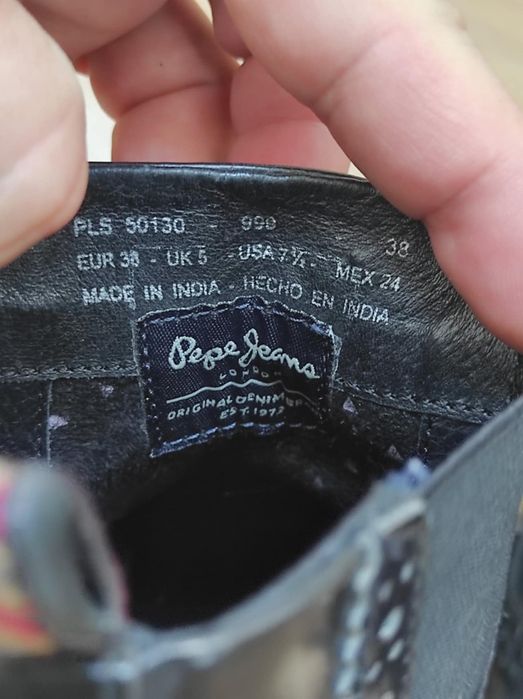 PLS 50130 - 999
38
EUR 38 - UK 5 - USA 7½ - MEX 24
MADE IN INDIA - HECHO EN INDIA
Pepe Jeans
LONDON
ORIGINAL DENIM
EST. 1973